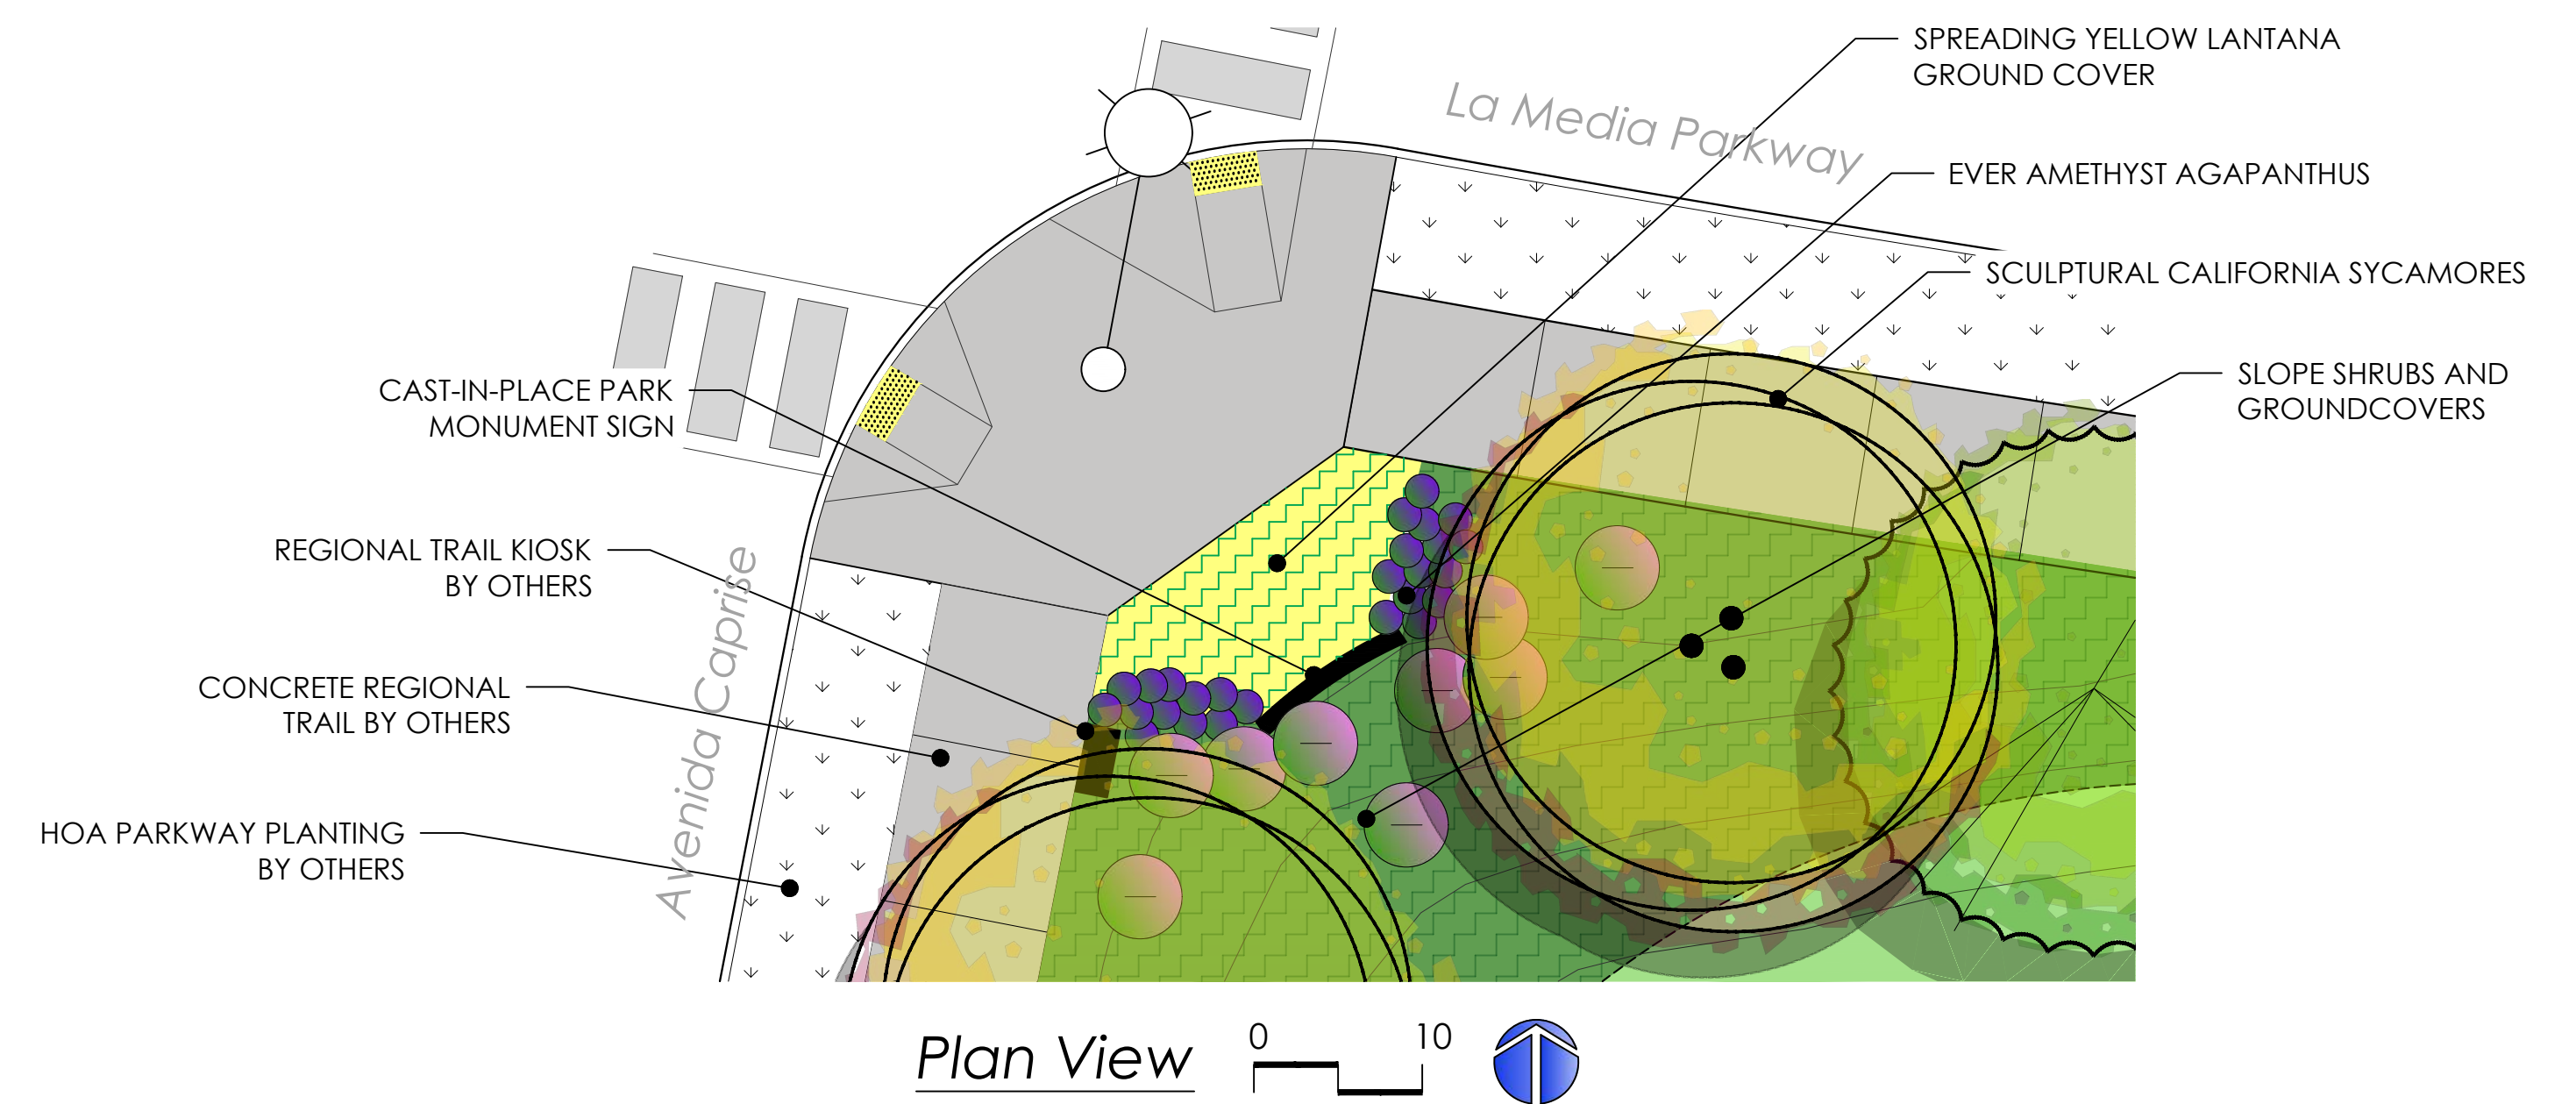 SPREADING YELLOW LANTANA
GROUND COVER
La Media Parkway
EVER AMETHYST AGAPANTHUS
SCULPTURAL CALIFORNIA SYCAMORES
SLOPE SHRUBS AND
GROUNDCOVERS
CAST-IN-PLACE PARK
MONUMENT SIGN
REGIONAL TRAIL KIOSK
BY OTHERS
Avenida Caprise
CONCRETE REGIONAL
TRAIL BY OTHERS
HOA PARKWAY PLANTING
BY OTHERS
Plan View
0 10